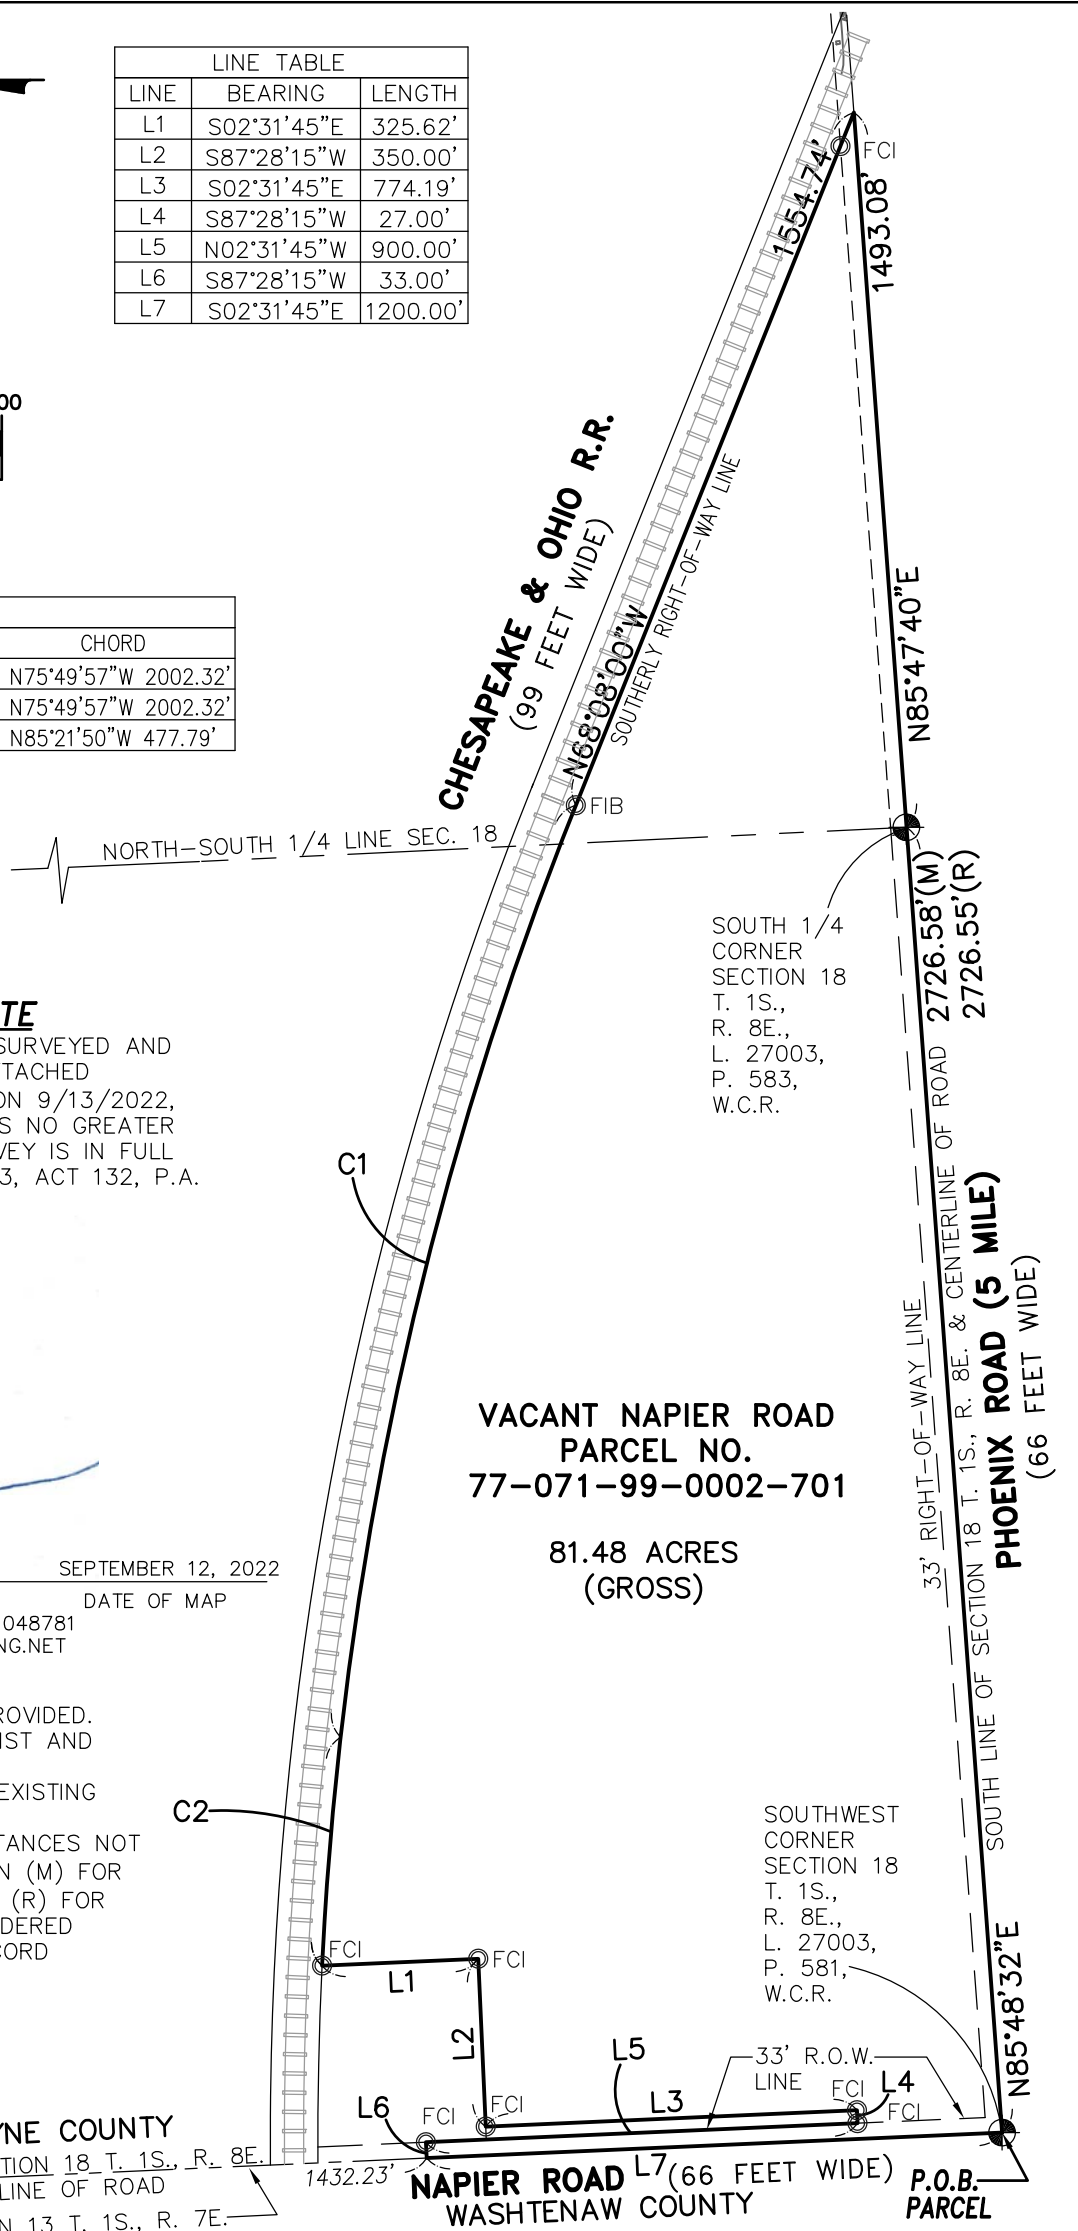 LINE TABLE
LINE BEARING LENGTH
L1 S02°31'45"E 325.62'
L2 S87°28'15"W 350.00'
L3 S02°31'45"E 774.19'
L4 S87°28'15"W 27.00'
L5 N02°31'45"W 900.00'
L6 S87°28'15"W 33.00'
L7 S02°31'45"E 1200.00'
00
CHORD
N75°49'57"W 2002.32'
N75°49'57"W 2002.32'
N85°21'50"W 477.79'
CHESAPEAKE & OHIO R.R.
(99 FEET WIDE)
1554.74'
N68°08'00"W
SOUTHERLY RIGHT-OF-WAY LINE
FCI
1493.08'
N85°47'40"E
FIB
NORTH-SOUTH 1/4 LINE SEC. 18
SOUTH 1/4
CORNER
SECTION 18
T. 1S.,
R. 8E.,
L. 27003,
P. 583,
W.C.R.
2726.58'(M)
2726.55'(R)
TE
SURVEYED AND
TACHED
ON 9/13/2022,
S NO GREATER
VEY IS IN FULL
3, ACT 132, P.A.
C1
33' RIGHT-OF-WAY LINE
SOUTH LINE OF SECTION 18 T. 1S., R. 8E. & CENTERLINE OF ROAD
PHOENIX ROAD (5 MILE)
(66 FEET WIDE)
VACANT NAPIER ROAD
PARCEL NO.
77-071-99-0002-701
81.48 ACRES
(GROSS)
SEPTEMBER 12, 2022
DATE OF MAP
048781
NG.NET
ROVIDED.
IST AND
EXISTING
TANCES NOT
N (M) FOR
(R) FOR
DERED
CORD
C2
SOUTHWEST
CORNER
SECTION 18
T. 1S.,
R. 8E.,
L. 27003,
P. 581,
W.C.R.
N85°48'32"E
FCI
L1
FCI
L2
L5
33' R.O.W.
LINE
L6
FCI
FCI
L3
FCI
L4
FCI
YNE COUNTY
TION 18 T. 1S., R. 8E.
LINE OF ROAD
N 13 T. 1S., R. 7E.
1432.23'
NAPIER ROAD L7 (66 FEET WIDE)
WASHTENAW COUNTY
P.O.B.
PARCEL